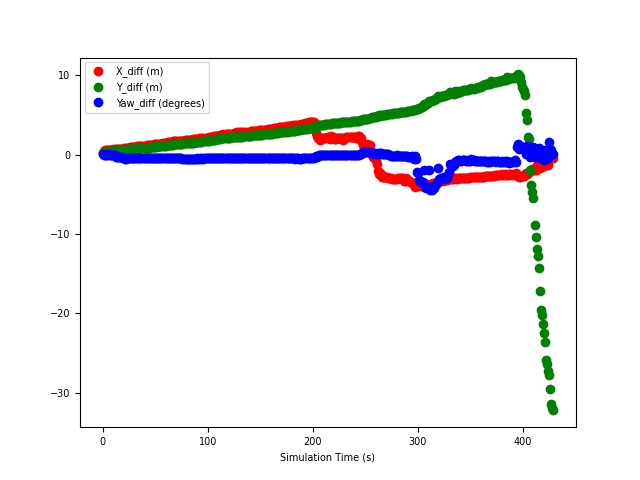 X_diff (m)
Y_diff (m)
Yaw_diff (degrees)
10
0
−10
−20
−30
0 100 200 300 400
Simulation Time (s)